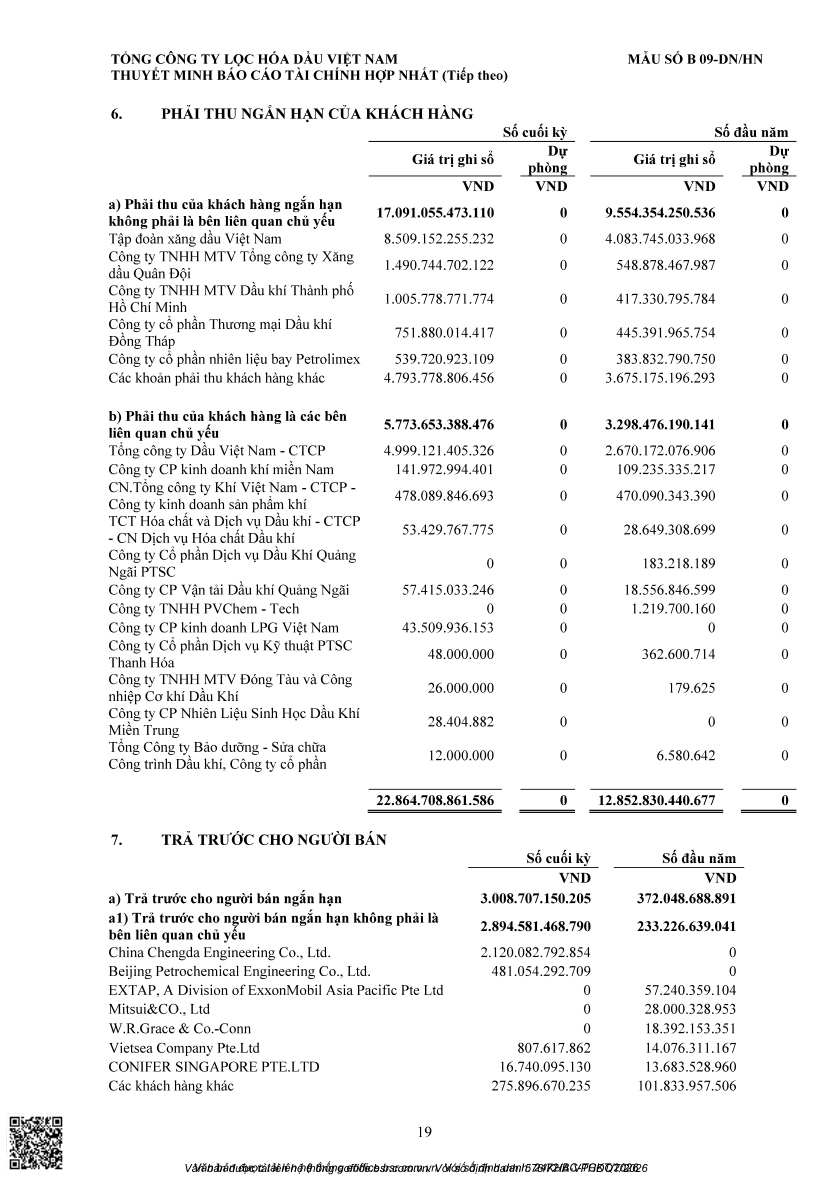 TỔNG CÔNG TY LỌC HÓA DẦU VIỆT NAM MẪU SỐ B 09-DN/HN
THUYẾT MINH BÁO CÁO TÀI CHÍNH HỢP NHẤT (Tiếp theo)
6. PHẢI THU NGẮN HẠN CỦA KHÁCH HÀNG
Số cuối kỳ Số đầu năm
Giá trị ghi sổ Dự phòng Giá trị ghi sổ Dự phòng
VND VND VND VND
a) Phải thu của khách hàng ngắn hạn
không phải là bên liên quan chủ yếu 17.091.055.473.110 0 9.554.354.250.536 0
Tập đoàn xăng dầu Việt Nam 8.509.152.255.232 0 4.083.745.033.968 0
Công ty TNHH MTV Tổng công ty Xăng
dầu Quân Đội 1.490.744.702.122 0 548.878.467.987 0
Công ty TNHH MTV Dầu khí Thành phố
Hồ Chí Minh 1.005.778.771.774 0 417.330.795.784 0
Công ty cổ phần Thương mại Dầu khí
Đồng Tháp 751.880.014.417 0 445.391.965.754 0
Công ty cổ phần nhiên liệu bay Petrolimex 539.720.923.109 0 383.832.790.750 0
Các khoản phải thu khách hàng khác 4.793.778.806.456 0 3.675.175.196.293 0
b) Phải thu của khách hàng là các bên
liên quan chủ yếu 5.773.653.388.476 0 3.298.476.190.141 0
Tổng công ty Dầu Việt Nam - CTCP 4.999.121.405.326 0 2.670.172.076.906 0
Công ty CP kinh doanh khí miền Nam 141.972.994.401 0 109.235.335.217 0
CN.Tổng công ty Khí Việt Nam - CTCP -
Công ty kinh doanh sản phẩm khí 478.089.846.693 0 470.090.343.390 0
TCT Hóa chất và Dịch vụ Dầu khí - CTCP
- CN Dịch vụ Hóa chất Dầu khí 53.429.767.775 0 28.649.308.699 0
Công ty Cổ phần Dịch vụ Dầu Khí Quảng
Ngãi PTSC 0 0 183.218.189 0
Công ty CP Vận tải Dầu khí Quảng Ngãi 57.415.033.246 0 18.556.846.599 0
Công ty TNHH PVChem - Tech 0 0 1.219.700.160 0
Công ty CP kinh doanh LPG Việt Nam 43.509.936.153 0 0 0
Công ty Cổ phần Dịch vụ Kỹ thuật PTSC
Thanh Hóa 48.000.000 0 362.600.714 0
Công ty TNHH MTV Đóng Tàu và Công
nhiệp Cơ khí Dầu Khí 26.000.000 0 179.625 0
Công ty CP Nhiên Liệu Sinh Học Dầu Khí
Miền Trung 28.404.882 0 0 0
Tổng Công ty Bảo dưỡng - Sửa chữa
Công trình Dầu khí, Công ty cổ phần 12.000.000 0 6.580.642 0
22.864.708.861.586 0 12.852.830.440.677 0
7. TRẢ TRƯỚC CHO NGƯỜI BÁN
Số cuối kỳ Số đầu năm
VND VND
a) Trả trước cho người bán ngắn hạn 3.008.707.150.205 372.048.688.891
a1) Trả trước cho người bán ngắn hạn không phải là
bên liên quan chủ yếu 2.894.581.468.790 233.226.639.041
China Chengda Engineering Co., Ltd. 2.120.082.792.854 0
Beijing Petrochemical Engineering Co., Ltd. 481.054.292.709 0
EXTAP, A Division of ExxonMobil Asia Pacific Pte Ltd 0 57.240.359.104
Mitsui&CO., Ltd 0 28.000.328.953
W.R.Grace & Co.-Conn 0 18.392.153.351
Vietsea Company Pte.Ltd 807.617.862 14.076.311.167
CONIFER SINGAPORE PTE.LTD 16.740.095.130 13.683.528.960
Các khách hàng khác 275.896.670.235 101.833.957.506
19